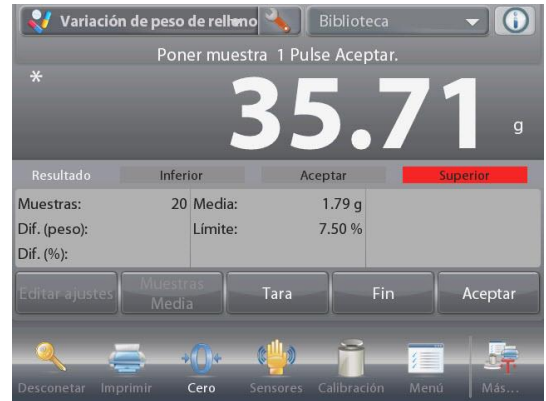 Variación de peso de relleno Biblioteca
Poner muestra 1 Pulse Aceptar.
* 35.71 g
Resultado Inferior Aceptar Superior
Muestras: 20 Media: 1.79 g
Dif. (peso): Límite: 7.50 %
Dif. (%):
Editar ajustes Muestras Media Tara Fin Aceptar
Desconetar Imprimir Cero Sensores Calibración Menú Más...